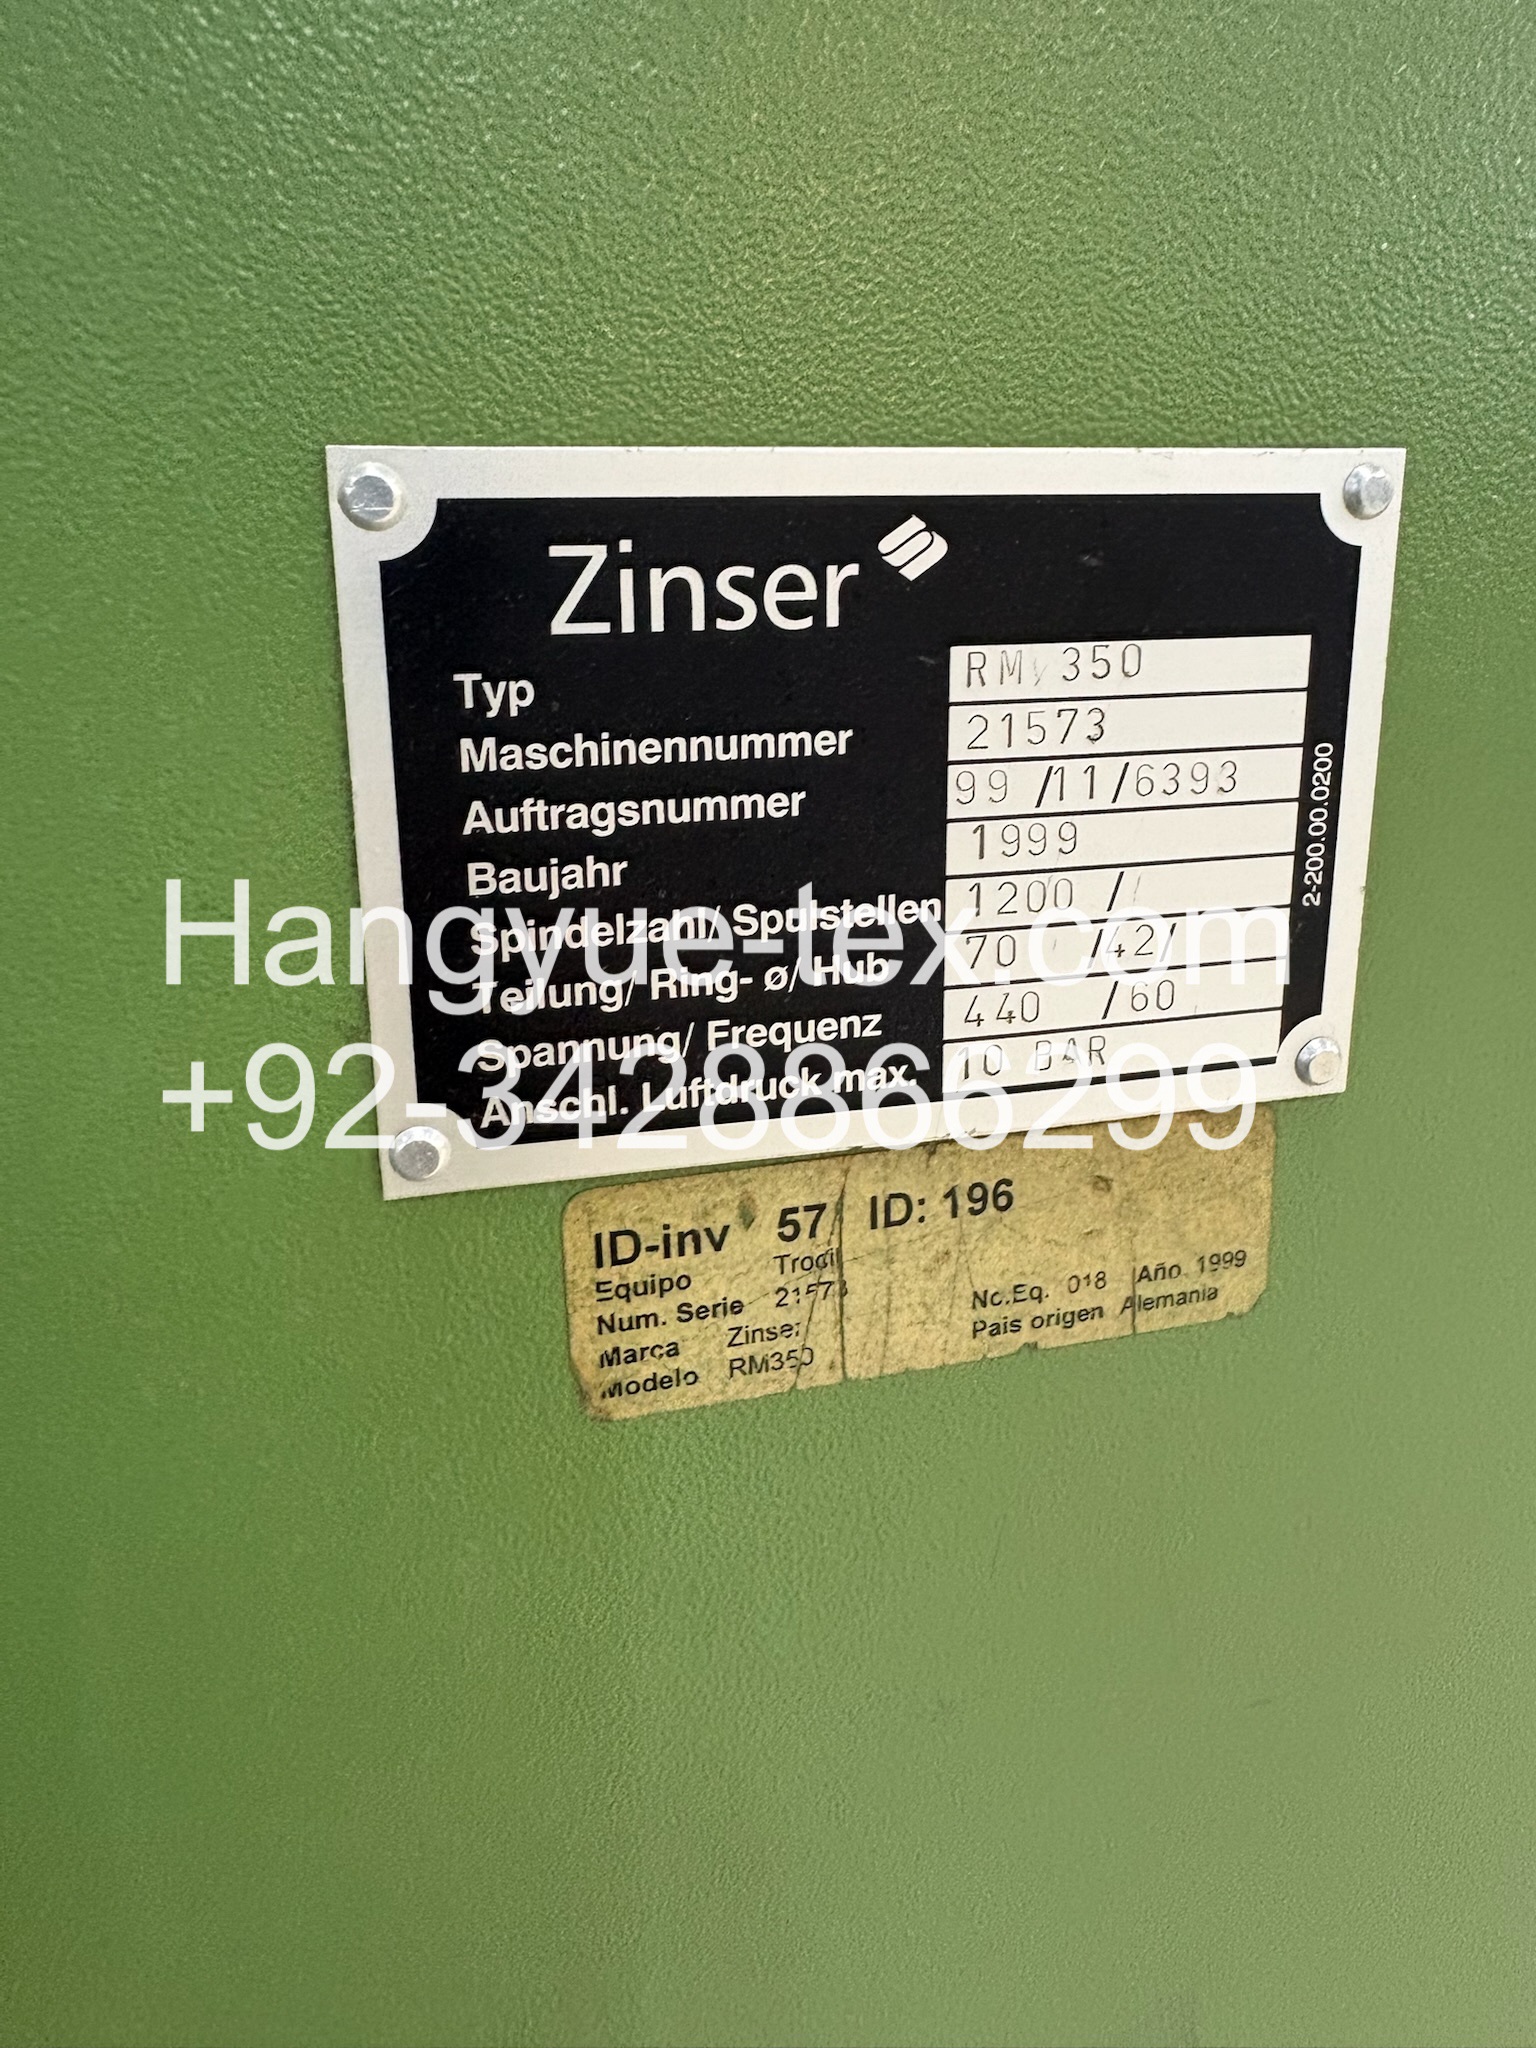 Zinser
Typ RM 350
Maschinennummer 21573
Auftragsnummer 99 /11/6393
Baujahr 1999
Spindelzahl/ Spulstellen 1200 /
Teilung/ Ring- ø/ Hub 70 /42/
Spannung/ Frequenz 440 /60
Anschl. Luftdruck max. 10 BAR
2-200.00.0200
Hangyue-tex.com
+92-3428866299
ID-inv 57 ID: 196
Equipo
Num. Serie 21573 No.Eq. 018 Año 1999
Marca Zinser Pais origen Alemania
Modelo RM350